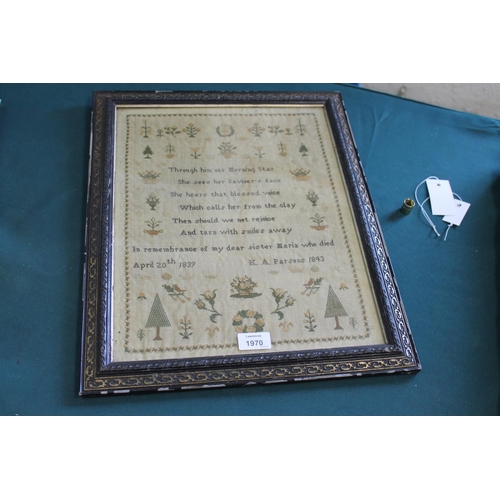 Through him our Morning Star
She sees her Saviour's face
She hears that blessed voice
Which calls her from the clay
Then should we not rejoice
And turn with smiles away
In remembrance of my dear sister Maria who died
April 20th 1837 A. Parsons 1843
1970